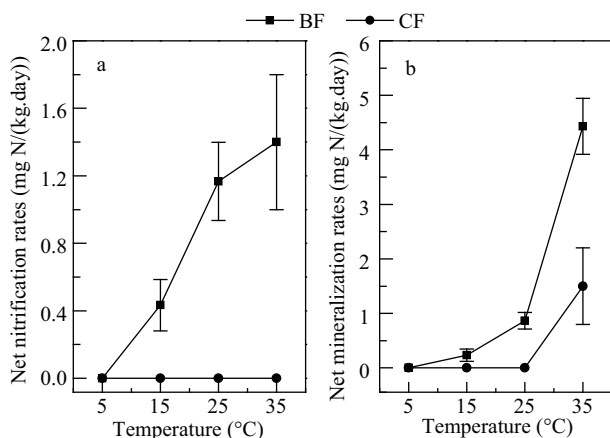 BF CF
a
2.0
1.6
1.2
0.8
0.4
0.0
5 15 25 35
Temperature (°C)
Net nitrification rates (mg N/(kg.day))
b
6
5
4
3
2
1
0
5 15 25 35
Temperature (°C)
Net mineralization rates (mg N/(kg.day))